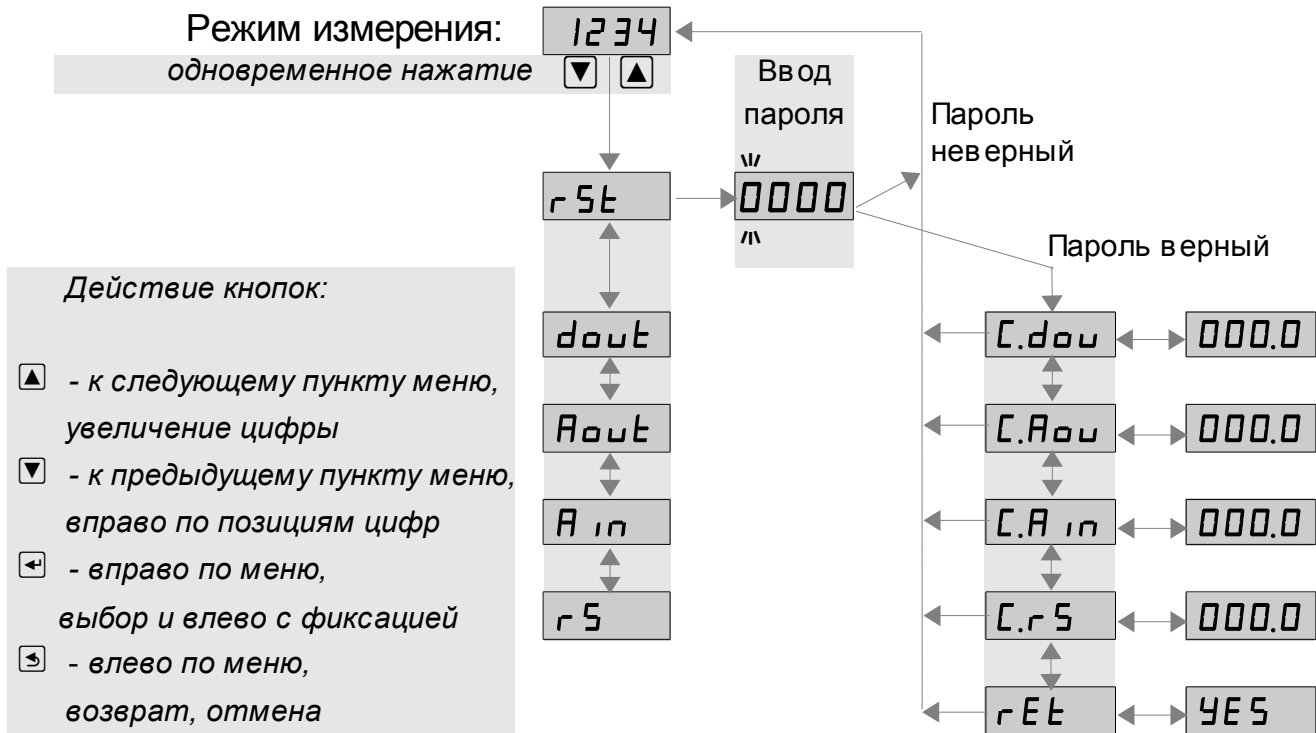 Режим измерения:
1234
одновременное нажатие
Ввод
пароля
Пароль
неверный
rSt
0000
Пароль верный
Действие кнопок:
- к следующему пункту меню,
увеличение цифры
- к предыдущему пункту меню,
вправо по позициям цифр
- вправо по меню,
выбор и влево с фиксацией
- влево по меню,
возврат, отмена
dout
Aout
A in
rS
C.dou
000.0
C.Aou
000.0
C.A in
000.0
C.rS
000.0
rEt
YES